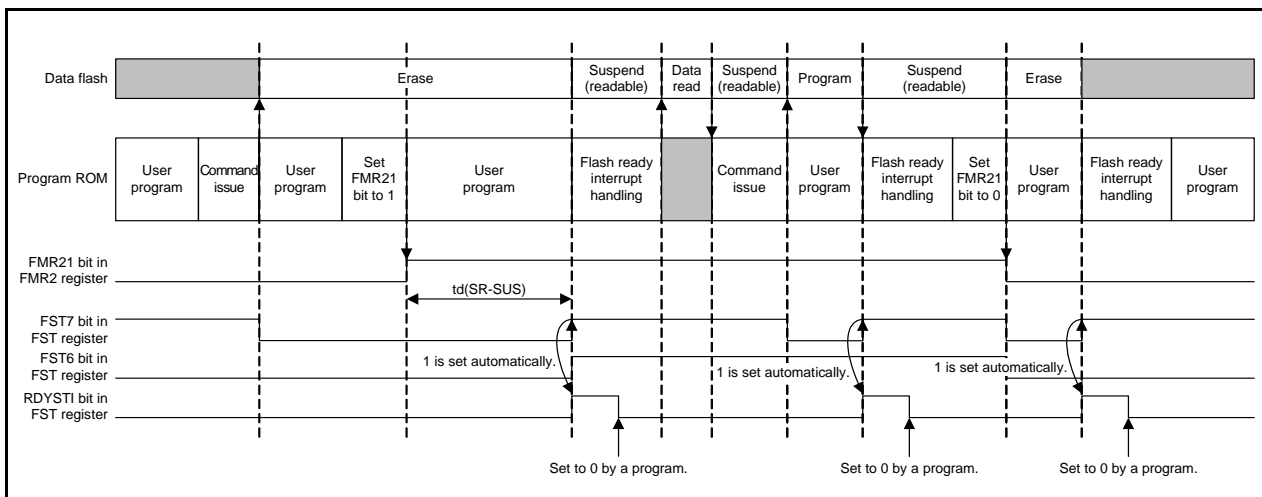 Data flash
Erase
Suspend
(readable)
Data
read
Suspend
(readable)
Program
Suspend
(readable)
Erase
Program ROM
User
program
Command
issue
User
program
Set
FMR21
bit to 1
User
program
Flash ready
interrupt
handling
Command
issue
User
program
Flash ready
interrupt
handling
Set
FMR21
bit to 0
User
program
Flash ready
interrupt
handling
User
program
FMR21 bit in
FMR2 register
td(SR-SUS)
FST7 bit in
FST register
FST6 bit in
FST register
1 is set automatically.
1 is set automatically.
1 is set automatically.
RDYSTI bit in
FST register
Set to 0 by a program.
Set to 0 by a program.
Set to 0 by a program.